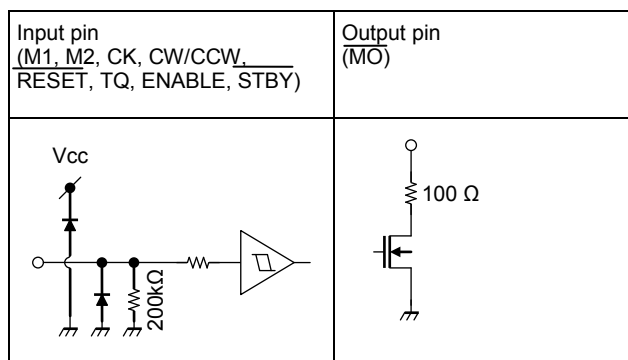 Input pin
(M1, M2, CK, CW/CCW,
RESET, TQ, ENABLE, STBY)
Output pin
(MO)
Vcc
200kΩ
100 Ω